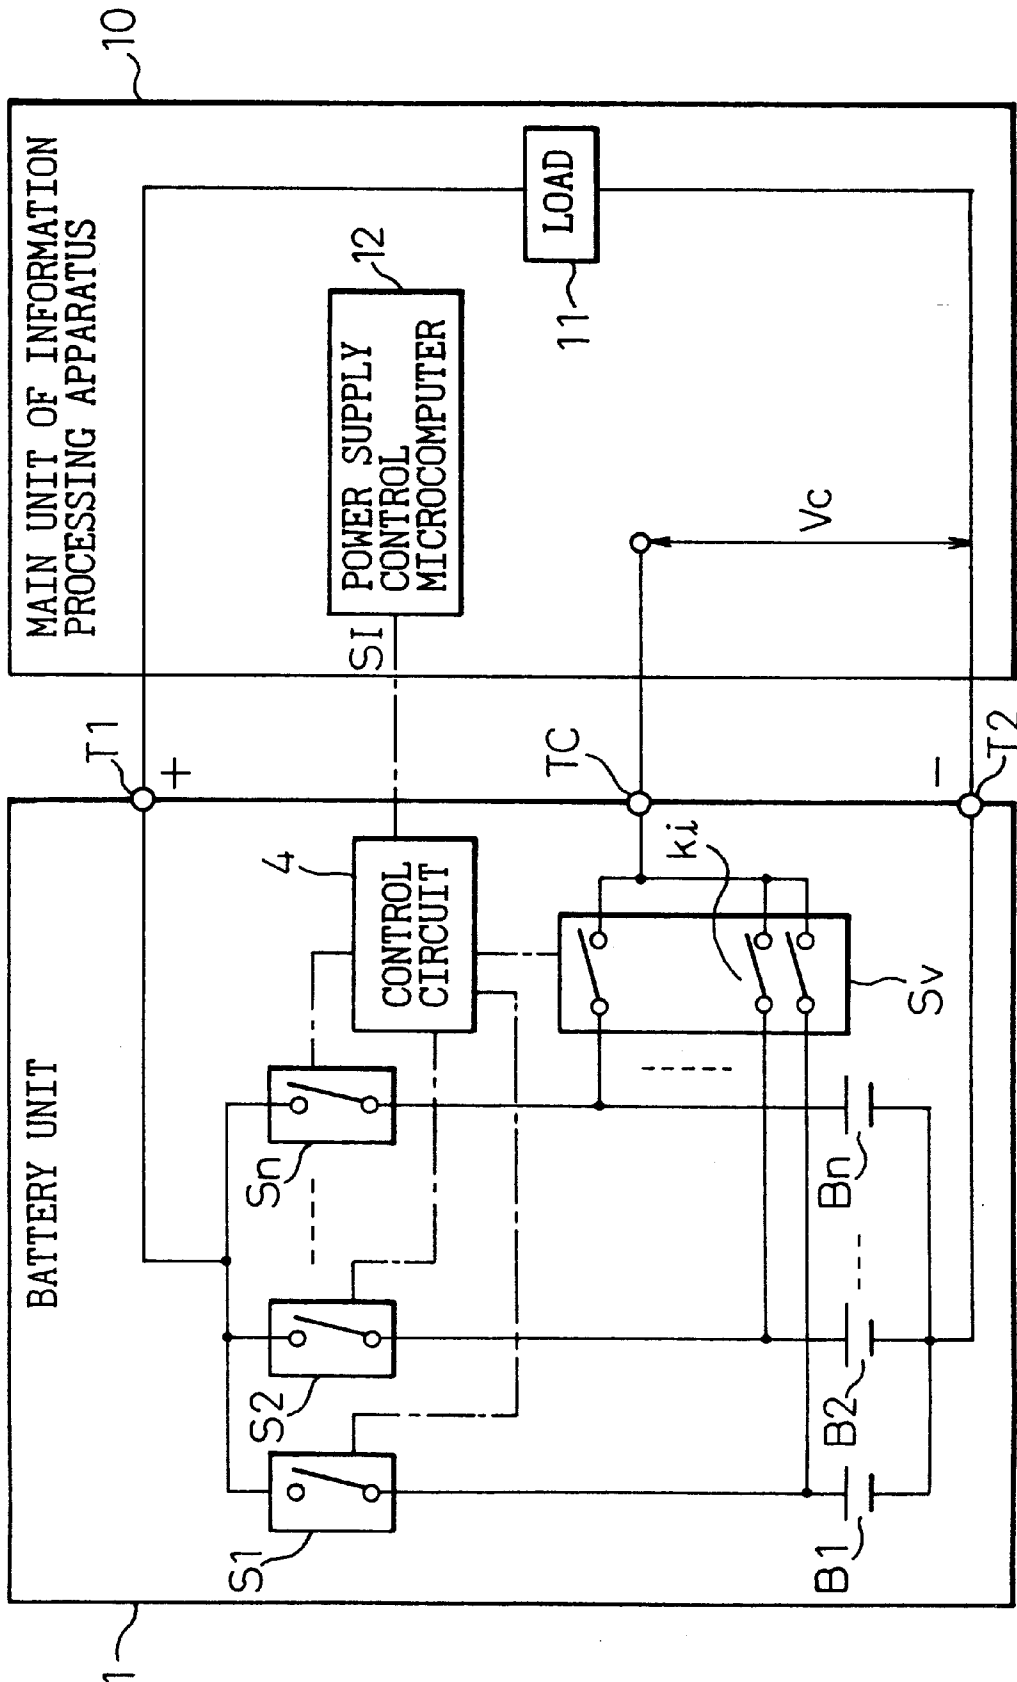 BATTERY UNIT
MAIN UNIT OF INFORMATION
PROCESSING APPARATUS
1
10
T1
+
S1
S2
Sn
4
CONTROL
CIRCUIT
SI
POWER SUPPLY
CONTROL
MICROCOMPUTER
12
LOAD
11
TC
ki
Sv
Vc
B1
B2
Bn
−
T2